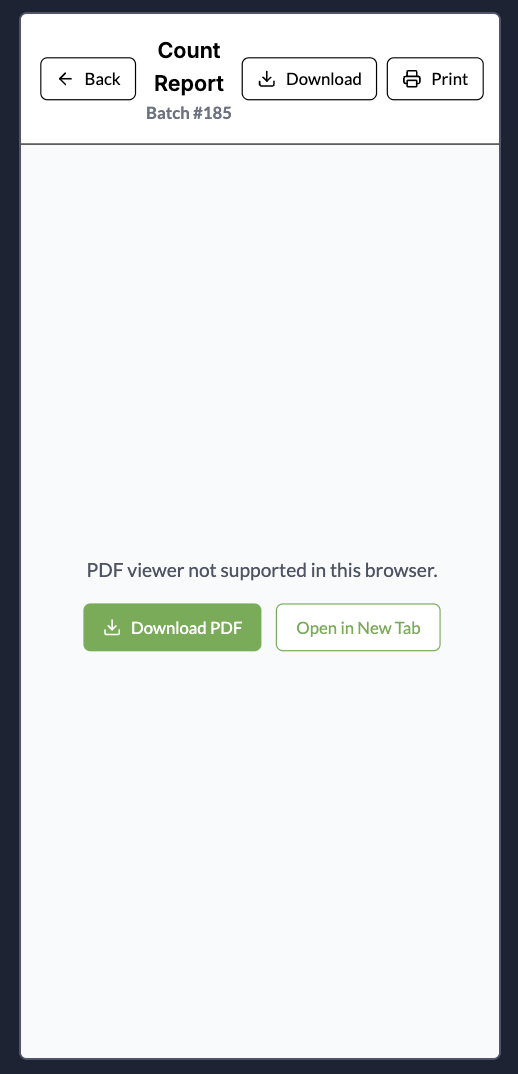 Back
Count
Report
Batch #185
Download
Print
PDF viewer not supported in this browser.
Download PDF
Open in New Tab